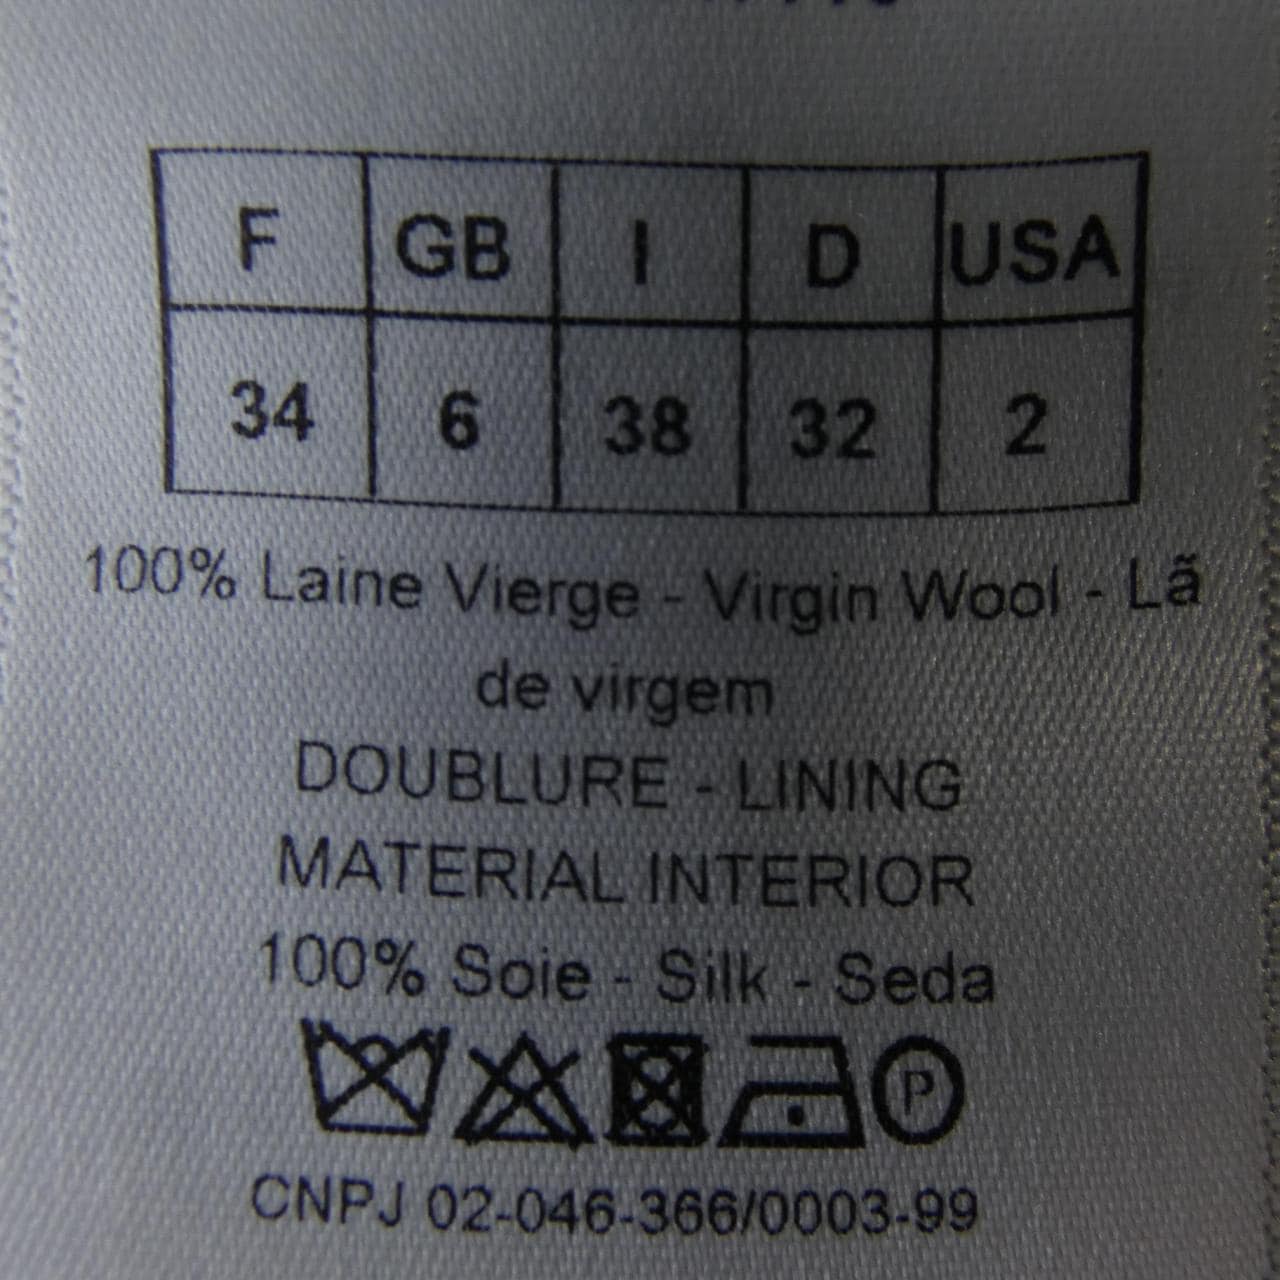 F GB I D USA
34 6 38 32 2
100% Laine Vierge - Virgin Wool - Lã
de virgem
DOUBLURE - LINING
MATERIAL INTERIOR
100% Soie - Silk - Seda
P
CNPJ 02-046-366/0003-99